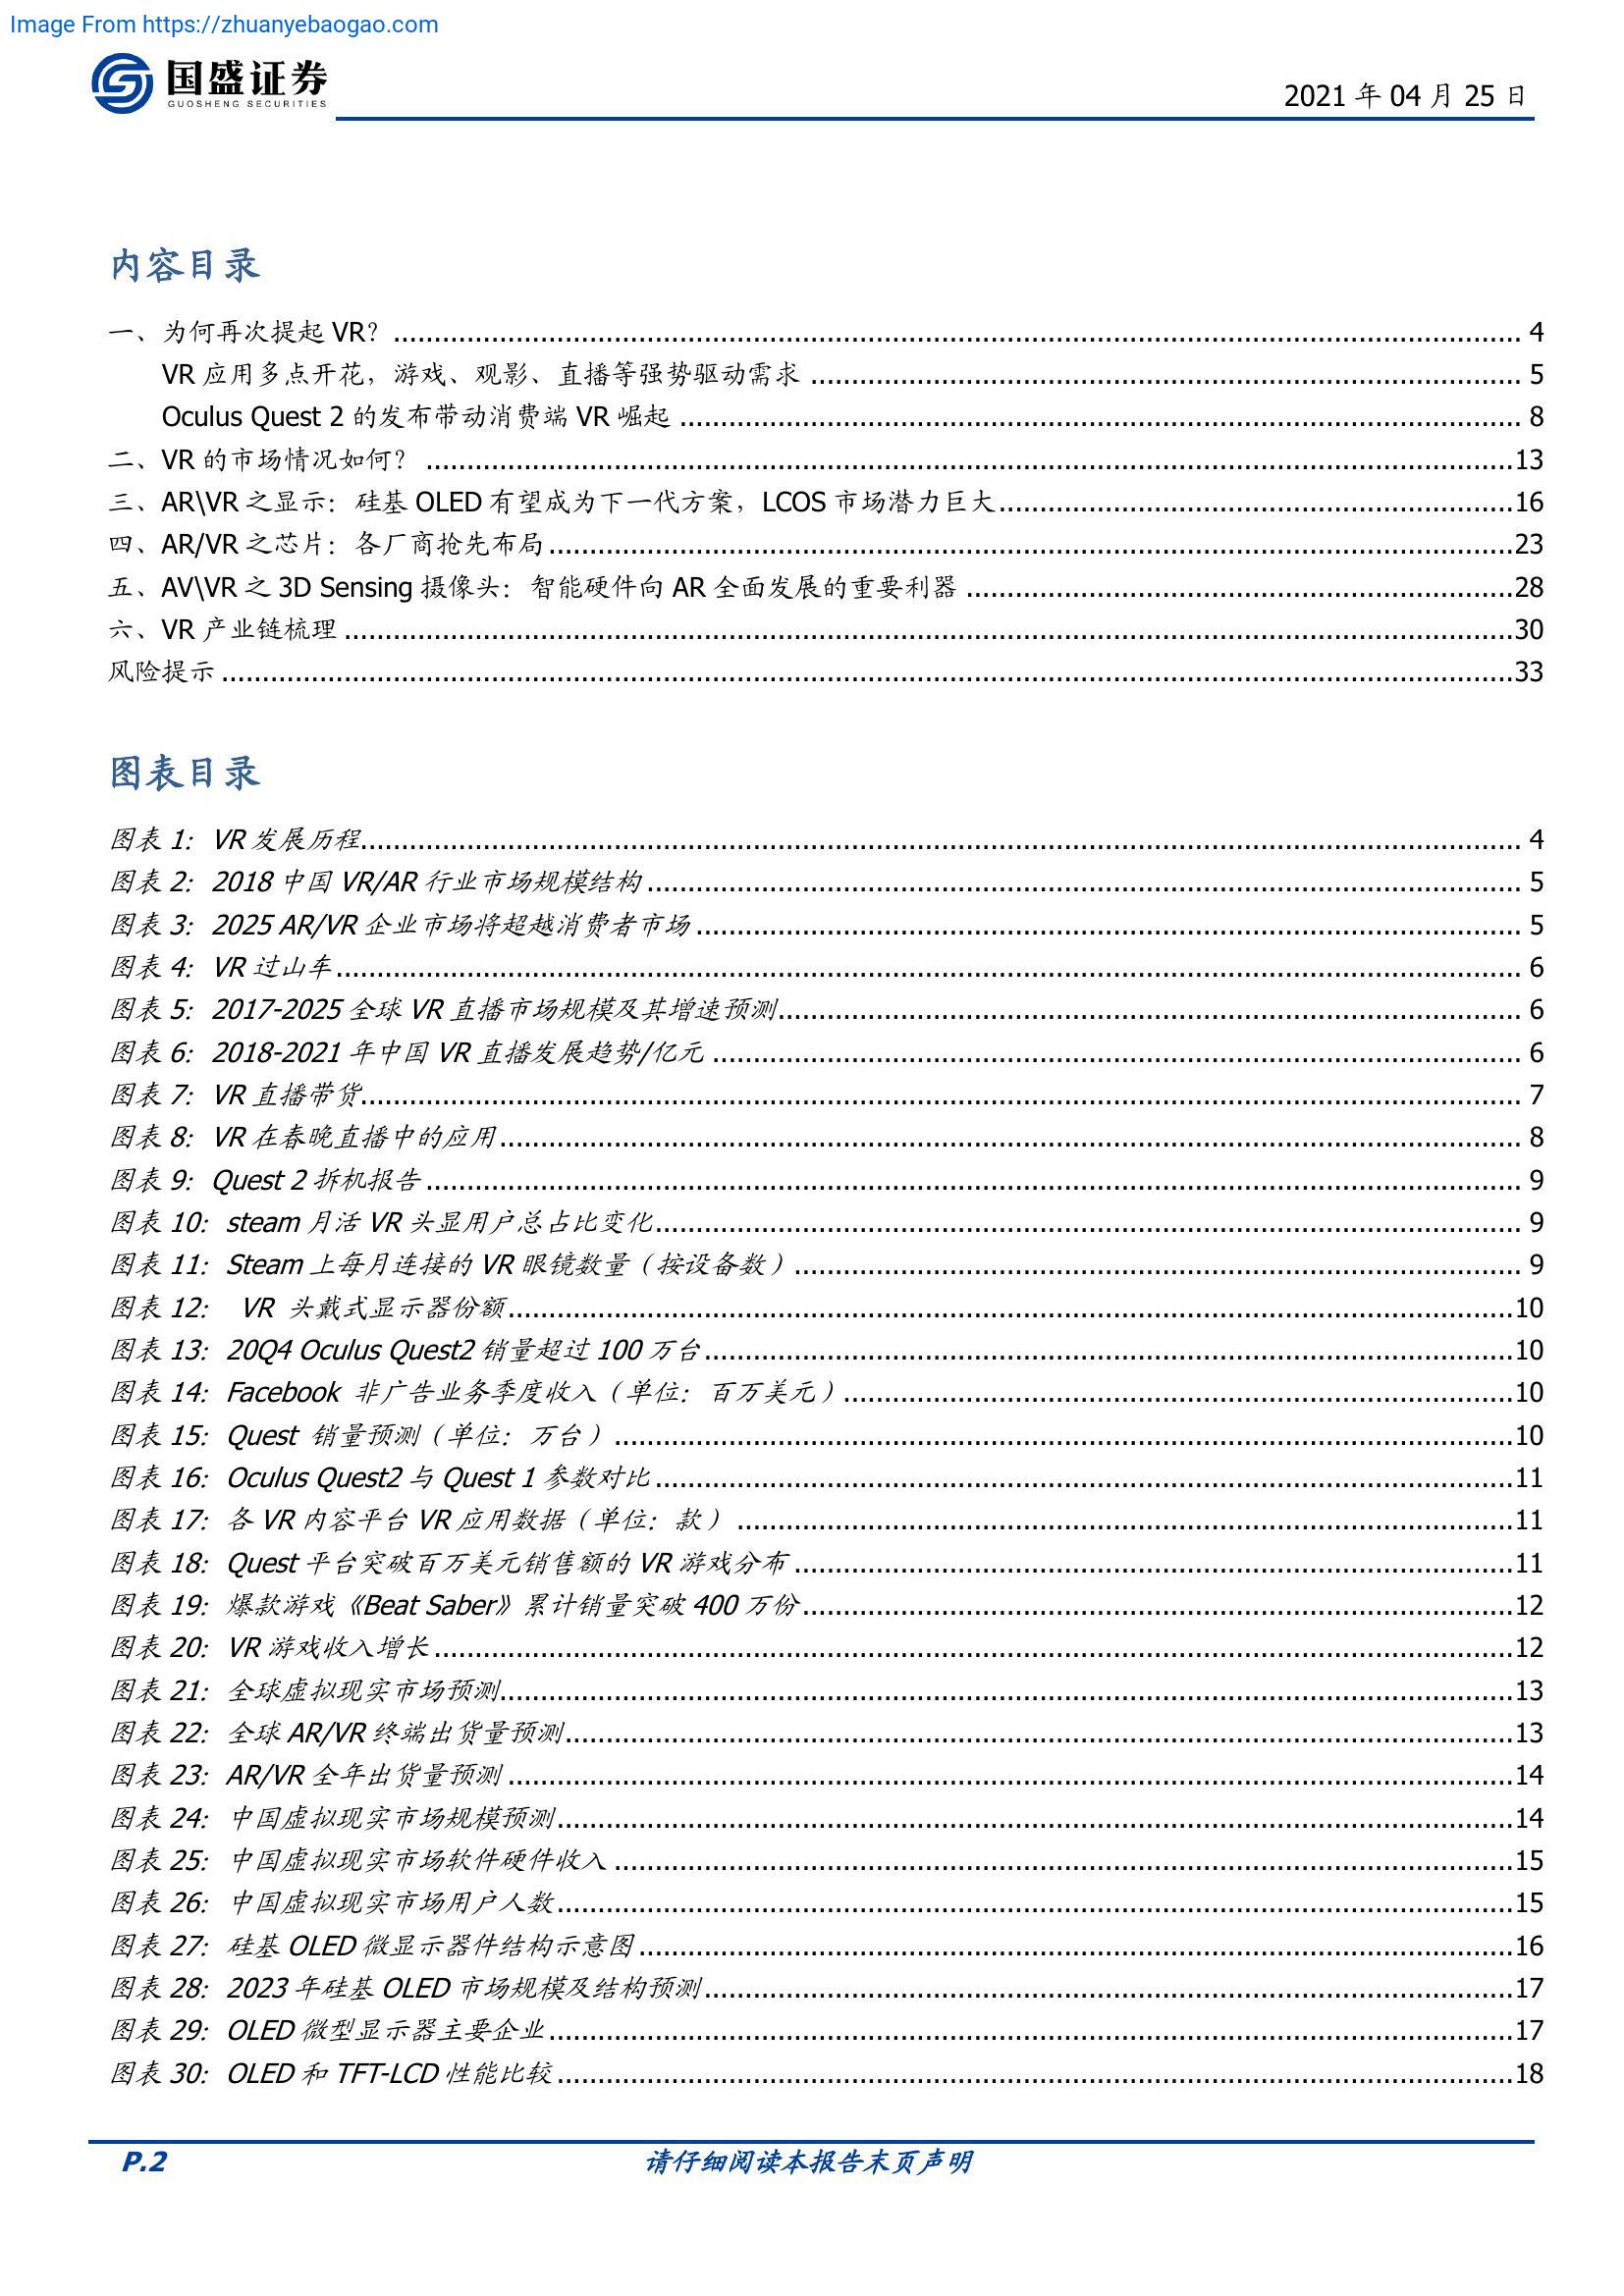 Image From https://zhuanyebaogao.com
国盛证券
GUOSHENG SECURITIES
2021 年 04 月 25 日
内容目录
一、为何再次提起 VR？ 4
VR 应用多点开花，游戏、观影、直播等强势驱动需求 5
Oculus Quest 2 的发布带动消费端 VR 崛起 8
二、VR 的市场情况如何？ 13
三、AR\VR 之显示：硅基 OLED 有望成为下一代方案，LCOS 市场潜力巨大 16
四、AR/VR 之芯片：各厂商抢先布局 23
五、AV\VR 之 3D Sensing 摄像头：智能硬件向 AR 全面发展的重要利器 28
六、VR 产业链梳理 30
风险提示 33
图表目录
图表 1：VR 发展历程 4
图表 2：2018 中国 VR/AR 行业市场规模结构 5
图表 3：2025 AR/VR 企业市场将超越消费者市场 5
图表 4：VR 过山车 6
图表 5：2017-2025 全球 VR 直播市场规模及其增速预测 6
图表 6：2018-2021 年中国 VR 直播发展趋势/亿元 6
图表 7：VR 直播带货 7
图表 8：VR 在春晚直播中的应用 8
图表 9：Quest 2 拆机报告 9
图表 10：steam 月活 VR 头显用户总占比变化 9
图表 11：Steam 上每月连接的 VR 眼镜数量（按设备数） 9
图表 12： VR 头戴式显示器份额 10
图表 13：20Q4 Oculus Quest2 销量超过 100 万台 10
图表 14：Facebook 非广告业务季度收入（单位：百万美元） 10
图表 15：Quest 销量预测（单位：万台） 10
图表 16：Oculus Quest2 与 Quest 1 参数对比 11
图表 17：各 VR 内容平台 VR 应用数据（单位：款） 11
图表 18：Quest 平台突破百万美元销售额的 VR 游戏分布 11
图表 19：爆款游戏《Beat Saber》累计销量突破 400 万份 12
图表 20：VR 游戏收入增长 12
图表 21：全球虚拟现实市场预测 13
图表 22：全球 AR/VR 终端出货量预测 13
图表 23：AR/VR 全年出货量预测 14
图表 24：中国虚拟现实市场规模预测 14
图表 25：中国虚拟现实市场软件硬件收入 15
图表 26：中国虚拟现实市场用户人数 15
图表 27：硅基 OLED 微显示器件结构示意图 16
图表 28：2023 年硅基 OLED 市场规模及结构预测 17
图表 29：OLED 微型显示器主要企业 17
图表 30：OLED 和 TFT-LCD 性能比较 18
P.2 请仔细阅读本报告末页声明